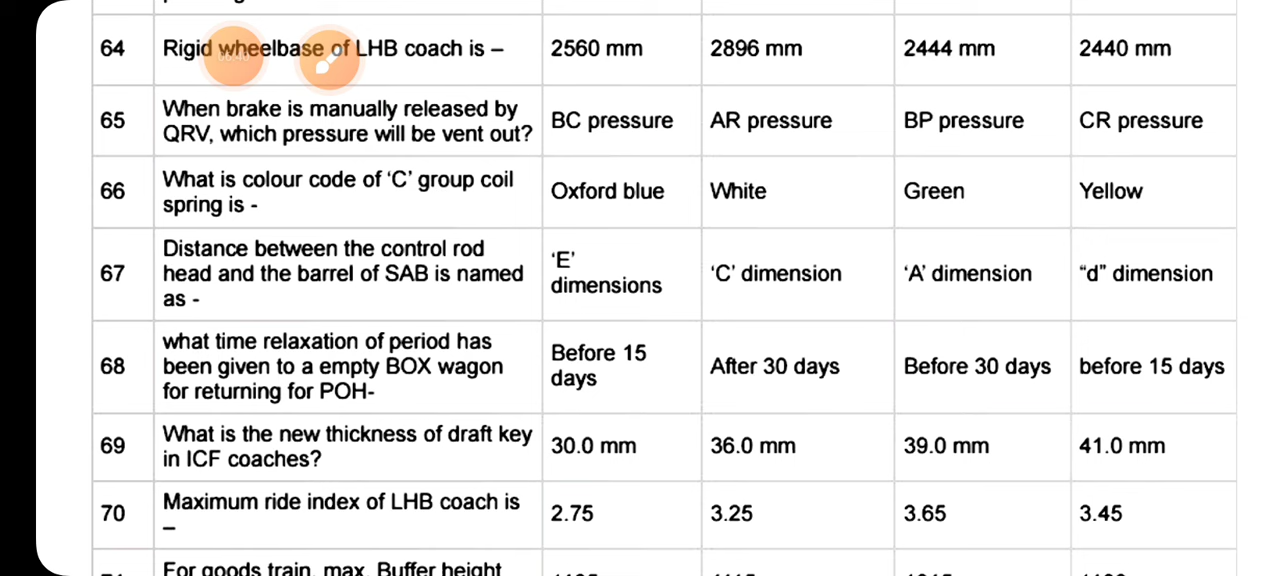 64 Rigid wheelbase of LHB coach is – 2560 mm 2896 mm 2444 mm 2440 mm
When brake is manually released by
65 QRV, which pressure will be vent out? BC pressure AR pressure BP pressure CR pressure
What is colour code of ‘C’ group coil
66 spring is - Oxford blue White Green Yellow
Distance between the control rod
67 head and the barrel of SAB is named
as -
‘E’
dimensions
‘C’ dimension ‘A’ dimension “d” dimension
what time relaxation of period has
68 been given to a empty BOX wagon
for returning for POH-
Before 15
days
After 30 days Before 30 days before 15 days
What is the new thickness of draft key
69 in ICF coaches? 30.0 mm 36.0 mm 39.0 mm 41.0 mm
Maximum ride index of LHB coach is
70 – 2.75 3.25 3.65 3.45
For goods train, max. Buffer height